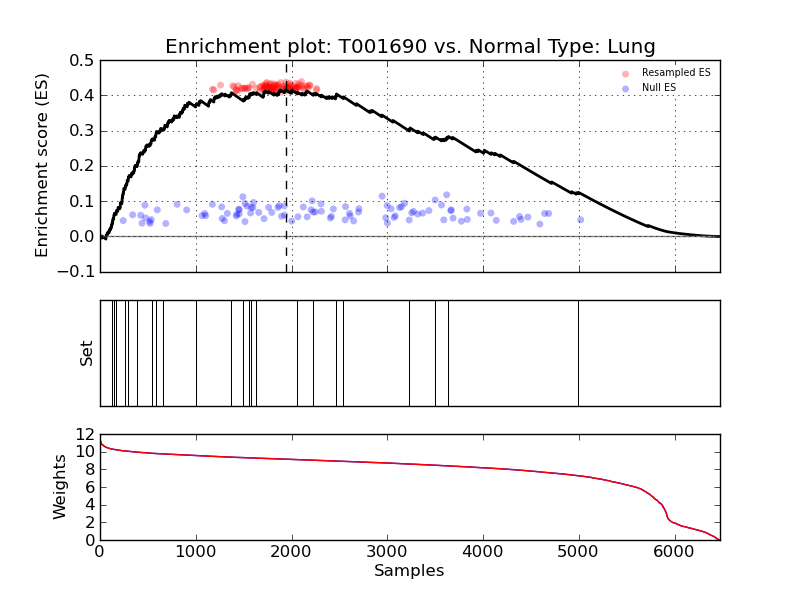 Enrichment plot: T001690 vs. Normal Type: Lung
Enrichment score (ES)
0.5
0.4
0.3
0.2
0.1
0.0
−0.1
Resampled ES
Null ES
Set
Weights
12
10
8
6
4
2
0
0 1000 2000 3000 4000 5000 6000
Samples